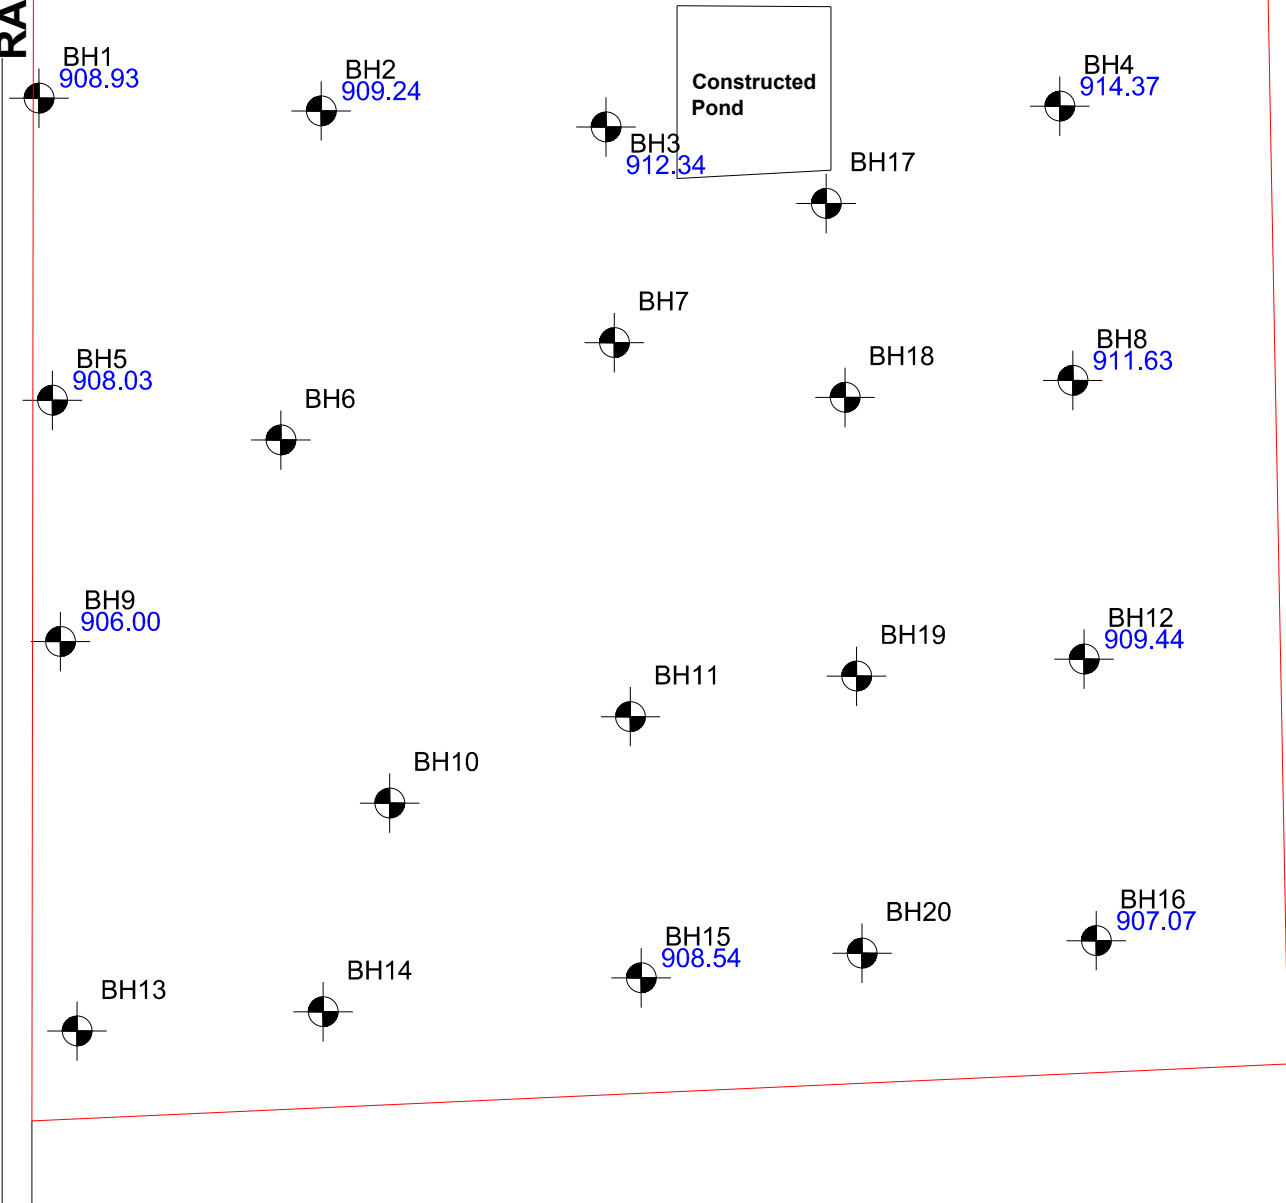 RA
BH1
908.93
BH2
909.24
BH3
912.34
Constructed
Pond
BH4
914.37
BH17
BH5
908.03
BH6
BH7
BH18
BH8
911.63
BH9
906.00
BH10
BH11
BH19
BH12
909.44
BH13
BH14
BH15
908.54
BH20
BH16
907.07